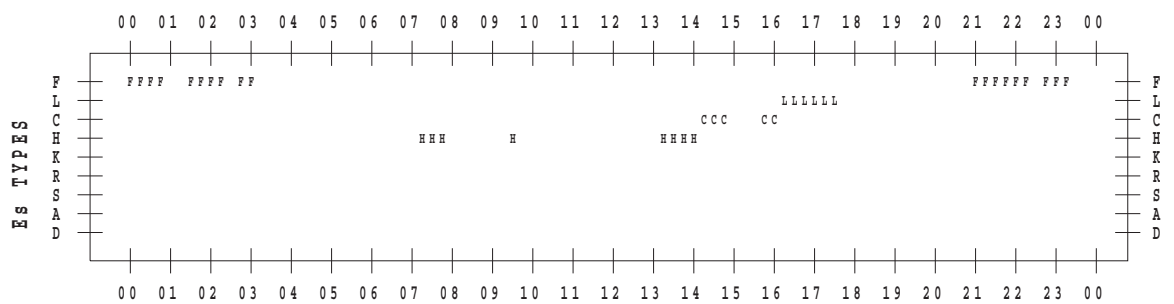 00 01 02 03 04 05 06 07 08 09 10 11 12 13 14 15 16 17 18 19 20 21 22 23 00
F FFFF FFFF FF FFFFFF FFF F
L LLLLLL L
C CCC CC C
H HHH H HHHH H
K K
R R
S S
A A
D D
Es TYPES
00 01 02 03 04 05 06 07 08 09 10 11 12 13 14 15 16 17 18 19 20 21 22 23 00